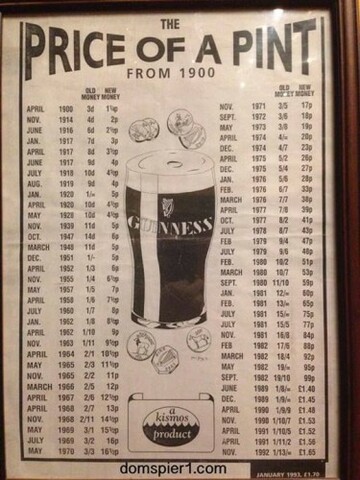 THE
PRICE OF A PINT
FROM 1900
OLD MONEY NEW MONEY
APRIL 1900 3d 1½p
NOV. 1914 4d 2p
JUNE 1916 6d 2½p
JAN. 1917 7d 3p
APRIL 1917 8d 3½p
JUNE 1917 9d 4p
JULY 1918 10d 4½p
AUG. 1919 9d 4p
JAN. 1920 1/= 5p
APRIL 1920 10d 4½p
MAY 1928 10d 4½p
NOV. 1939 11d 5p
OCT. 1947 14d 6p
MARCH 1948 11d 5p
DEC. 1951 1/- 5p
APRIL 1952 1/3 6p
NOV. 1955 1/4 6½p
MAY 1957 1/5 7p
APRIL 1958 1/6 7½p
JULY 1960 1/7 8p
JAN. 1962 1/8 8½p
APRIL 1962 1/10 9p
NOV. 1963 1/11 9½p
APRIL 1964 2/1 10½p
MAY 1965 2/3 11½p
NOV. 1965 2/2 11p
MARCH 1966 2/5 12p
APRIL 1967 2/6 12½p
APRIL 1968 2/7 13p
NOV. 1968 2/11 14½p
MAY 1969 3/1 15½p
JULY 1969 3/2 16p
MAY 1970 3/3 16½p
GUINNESS
a
kismos
product
OLD MONEY NEW MONEY
NOV. 1971 3/5 17p
SEPT. 1972 3/6 18p
MAY 1973 3/8 19p
APRIL 1974 4/= 20p
DEC. 1974 4/7 23p
APRIL 1975 5/2 26p
DEC. 1975 5/4 27p
JAN. 1976 5/6 28p
FEB. 1976 6/7 33p
MARCH 1976 7/7 38p
APRIL 1977 7/8 39p
OCT. 1977 8/2 41p
JULY 1978 8/7 43p
FEB 1979 9/4 47p
JULY 1979 9/6 48p
FEB. 1980 10/2 51p
MARCH 1980 10/7 53p
SEPT 1980 11/10 59p
JAN. 1981 12/= 60p
FEB. 1981 13/= 65p
JULY 1981 15/= 75p
JULY 1981 15/5 77p
NOV. 1981 16/8 84p
FEB 1982 17/6 88p
MARCH 1982 18/4 92p
MAY 1982 19/= 95p
SEPT. 1982 19/10 99p
JUNE 1989 1/8/= £1.40
DEC. 1989 1/9/= £1.45
APRIL 1990 1/9/9 £1.48
NOV. 1990 1/10/7 £1.53
APRIL 1991 1/10/5 £1.52
APRIL 1991 1/11/2 £1.56
NOV. 1992 1/13/= £1.65
JANUARY 1993, £1.70
domspier1.com